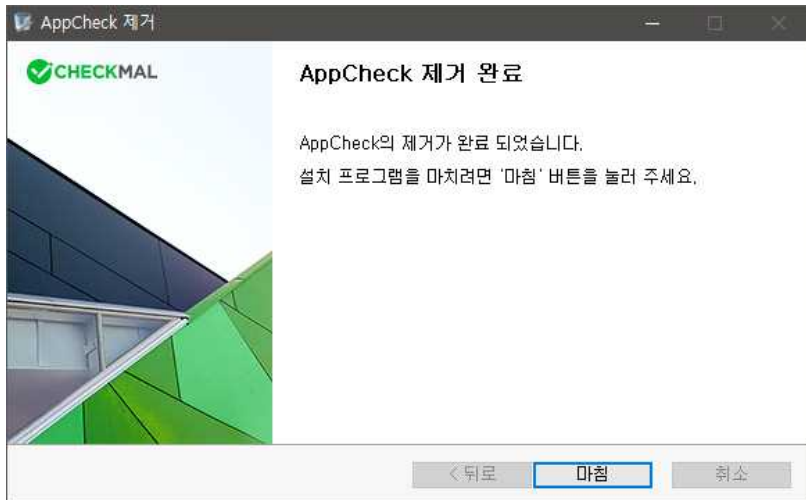 AppCheck 제거
CHECKMAL
AppCheck 제거 완료
AppCheck의 제거가 완료 되었습니다.
설치 프로그램을 마치려면 '마침' 버튼을 눌러 주세요.
< 뒤로
마침
취소